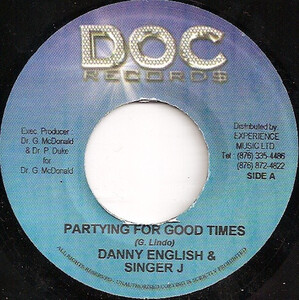 DOC
RECORDS
Exec. Producer
Dr. G. McDonald
& Dr. P. Duke
for
Dr. G. McDonald
Distributed by:
EXPERIENCE
MUSIC LTD
Tel: (876) 335-4486
(876) 872-4822
SIDE A
PARTYING FOR GOOD TIMES
(G. Lindo)
DANNY ENGLISH &
SINGER J